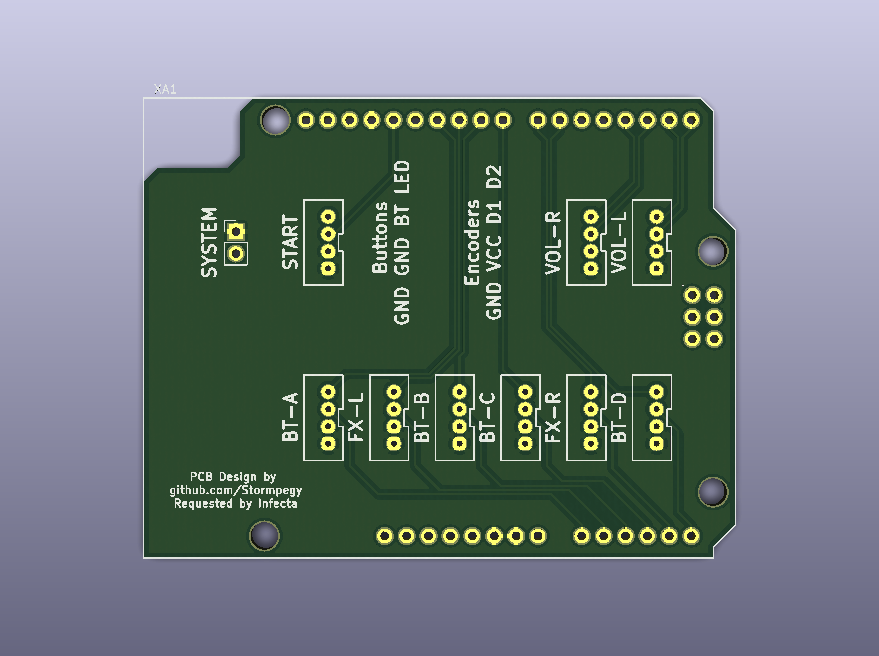 XA1
SYSTEM
START
Buttons
GND GND BT LED
Encoders
GND VCC D1 D2
VOL-R
VOL-L
BT-A
FX-L
BT-B
BT-C
FX-R
BT-D
PCB Design by
github.com/Stormpegy
Requested by Infecta